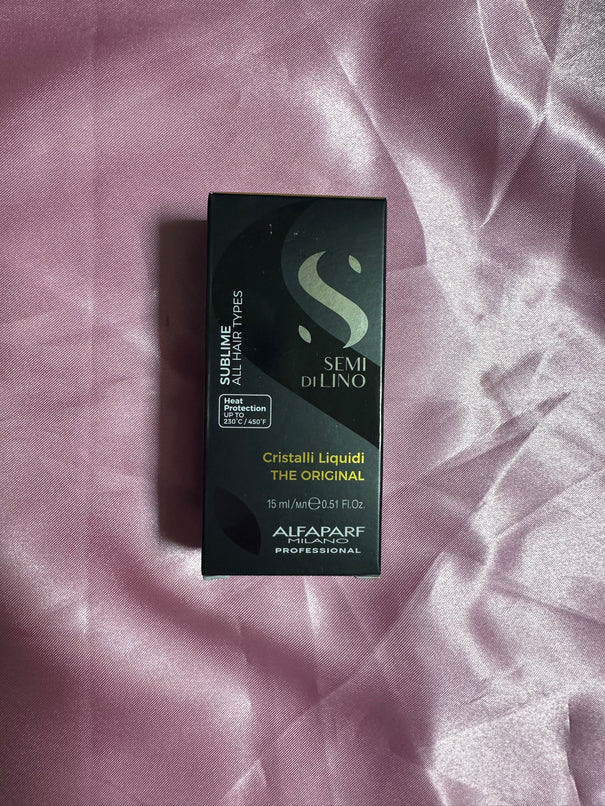 SUBLIME
ALL HAIR TYPES
Heat
Protection
UP TO
230°C / 450°F
SEMI
DI LINO
Cristalli Liquidi
THE ORIGINAL
15 ml/мл ℮ 0.51 Fl.Oz.
ALFAPARF
MILANO
PROFESSIONAL